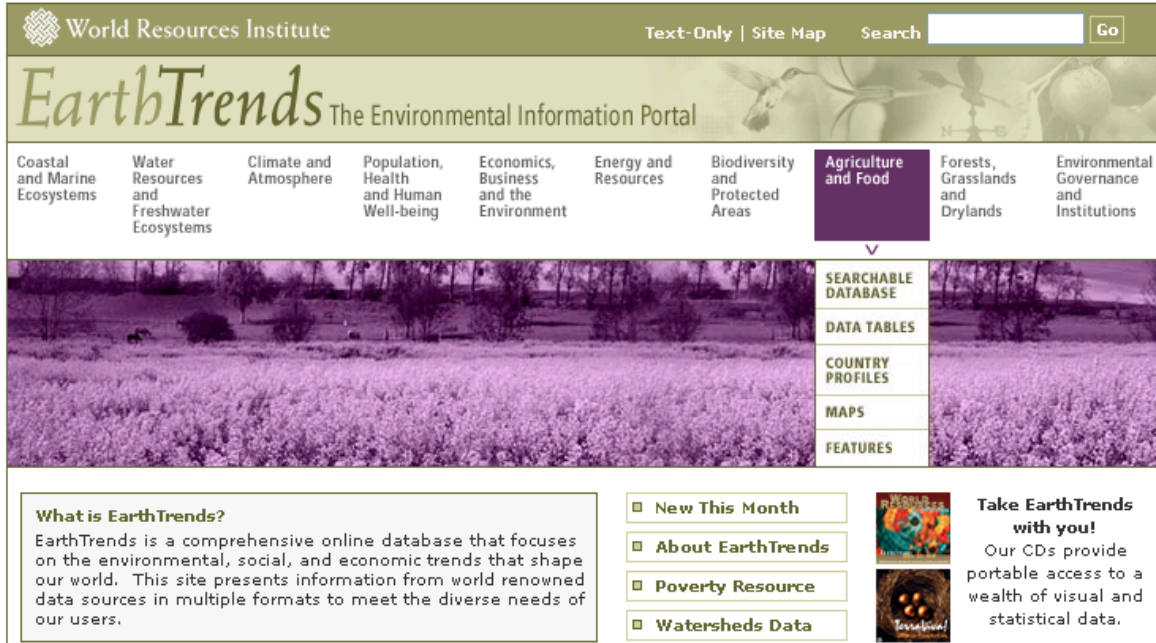 World Resources Institute
Text-Only | Site Map Search Go
EarthTrends The Environmental Information Portal
Coastal
and Marine
Ecosystems
Water
Resources
and
Freshwater
Ecosystems
Climate and
Atmosphere
Population,
Health
and Human
Well-being
Economics,
Business
and the
Environment
Energy and
Resources
Biodiversity
and
Protected
Areas
Agriculture
and Food
Forests,
Grasslands
and
Drylands
Environmental
Governance
and
Institutions
SEARCHABLE
DATABASE
DATA TABLES
COUNTRY
PROFILES
MAPS
FEATURES
What is EarthTrends?
EarthTrends is a comprehensive online database that focuses
on the environmental, social, and economic trends that shape
our world. This site presents information from world renowned
data sources in multiple formats to meet the diverse needs of
our users.
New This Month
About EarthTrends
Poverty Resource
Watersheds Data
WORLD
RESOURCES
TerraViva!
Take EarthTrends
with you!
Our CDs provide
portable access to a
wealth of visual and
statistical data.